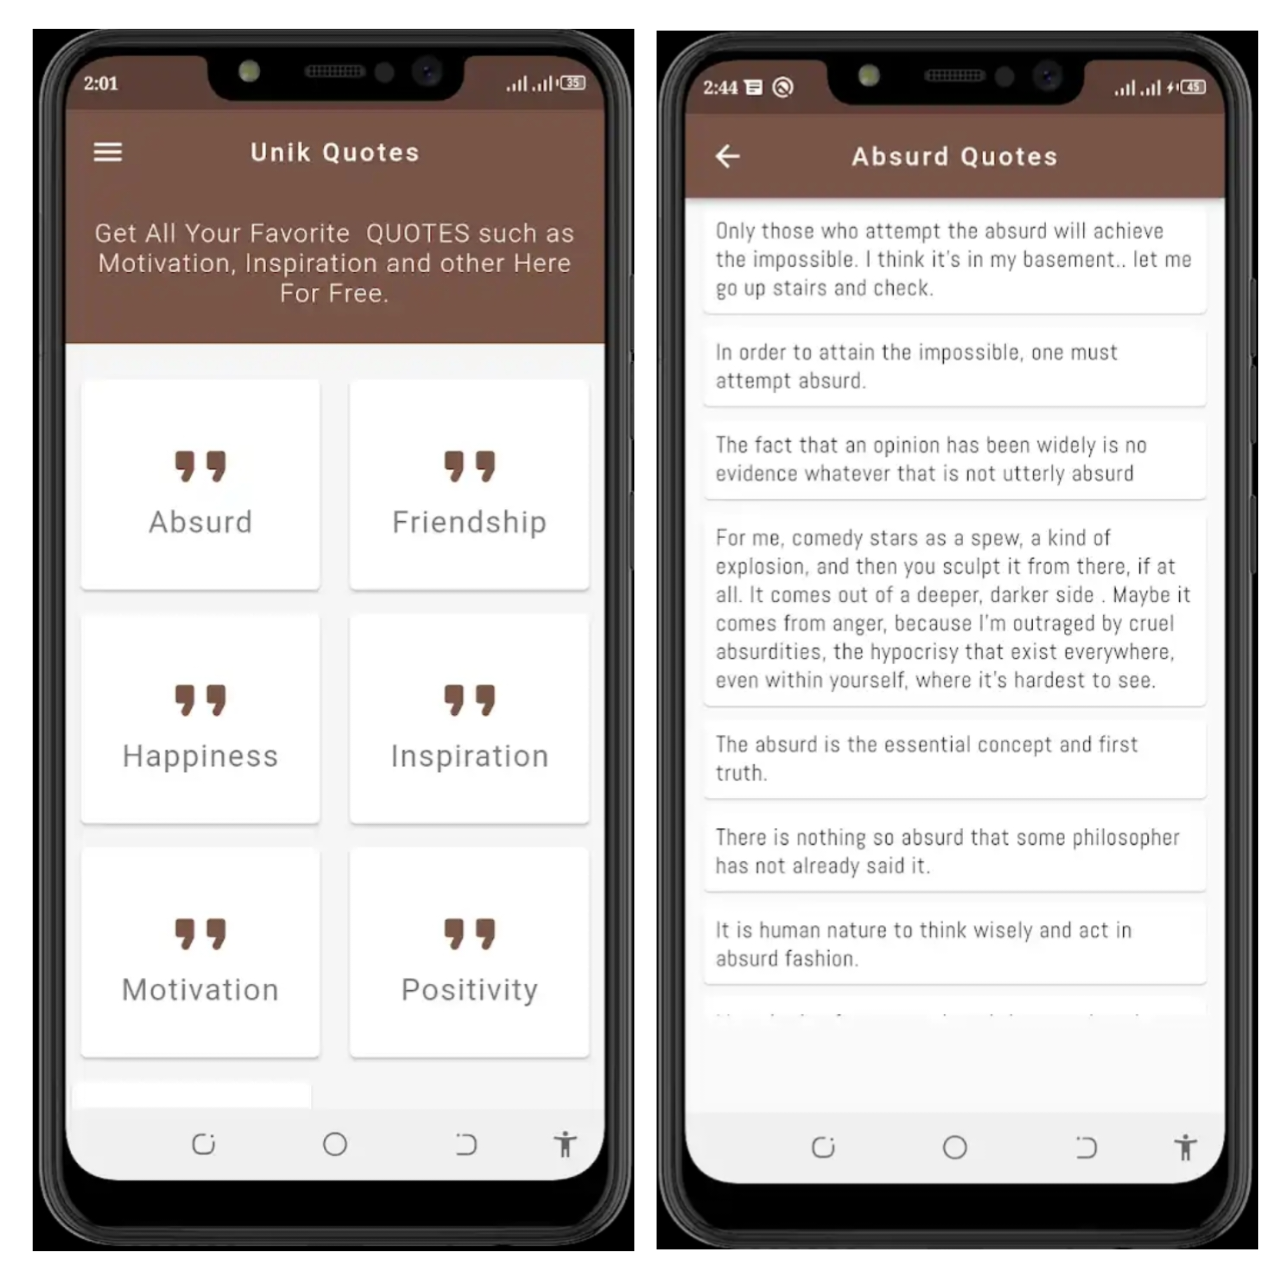 2:01
35
Unik Quotes
Get All Your Favorite QUOTES such as
Motivation, Inspiration and other Here
For Free.
Absurd
Friendship
Happiness
Inspiration
Motivation
Positivity
2:44
45
Absurd Quotes
Only those who attempt the absurd will achieve
the impossible. I think it's in my basement.. let me
go up stairs and check.
In order to attain the impossible, one must
attempt absurd.
The fact that an opinion has been widely is no
evidence whatever that is not utterly absurd
For me, comedy stars as a spew, a kind of
explosion, and then you sculpt it from there, if at
all. It comes out of a deeper, darker side . Maybe it
comes from anger, because I'm outraged by cruel
absurdities, the hypocrisy that exist everywhere,
even within yourself, where it's hardest to see.
The absurd is the essential concept and first
truth.
There is nothing so absurd that some philosopher
has not already said it.
It is human nature to think wisely and act in
absurd fashion.